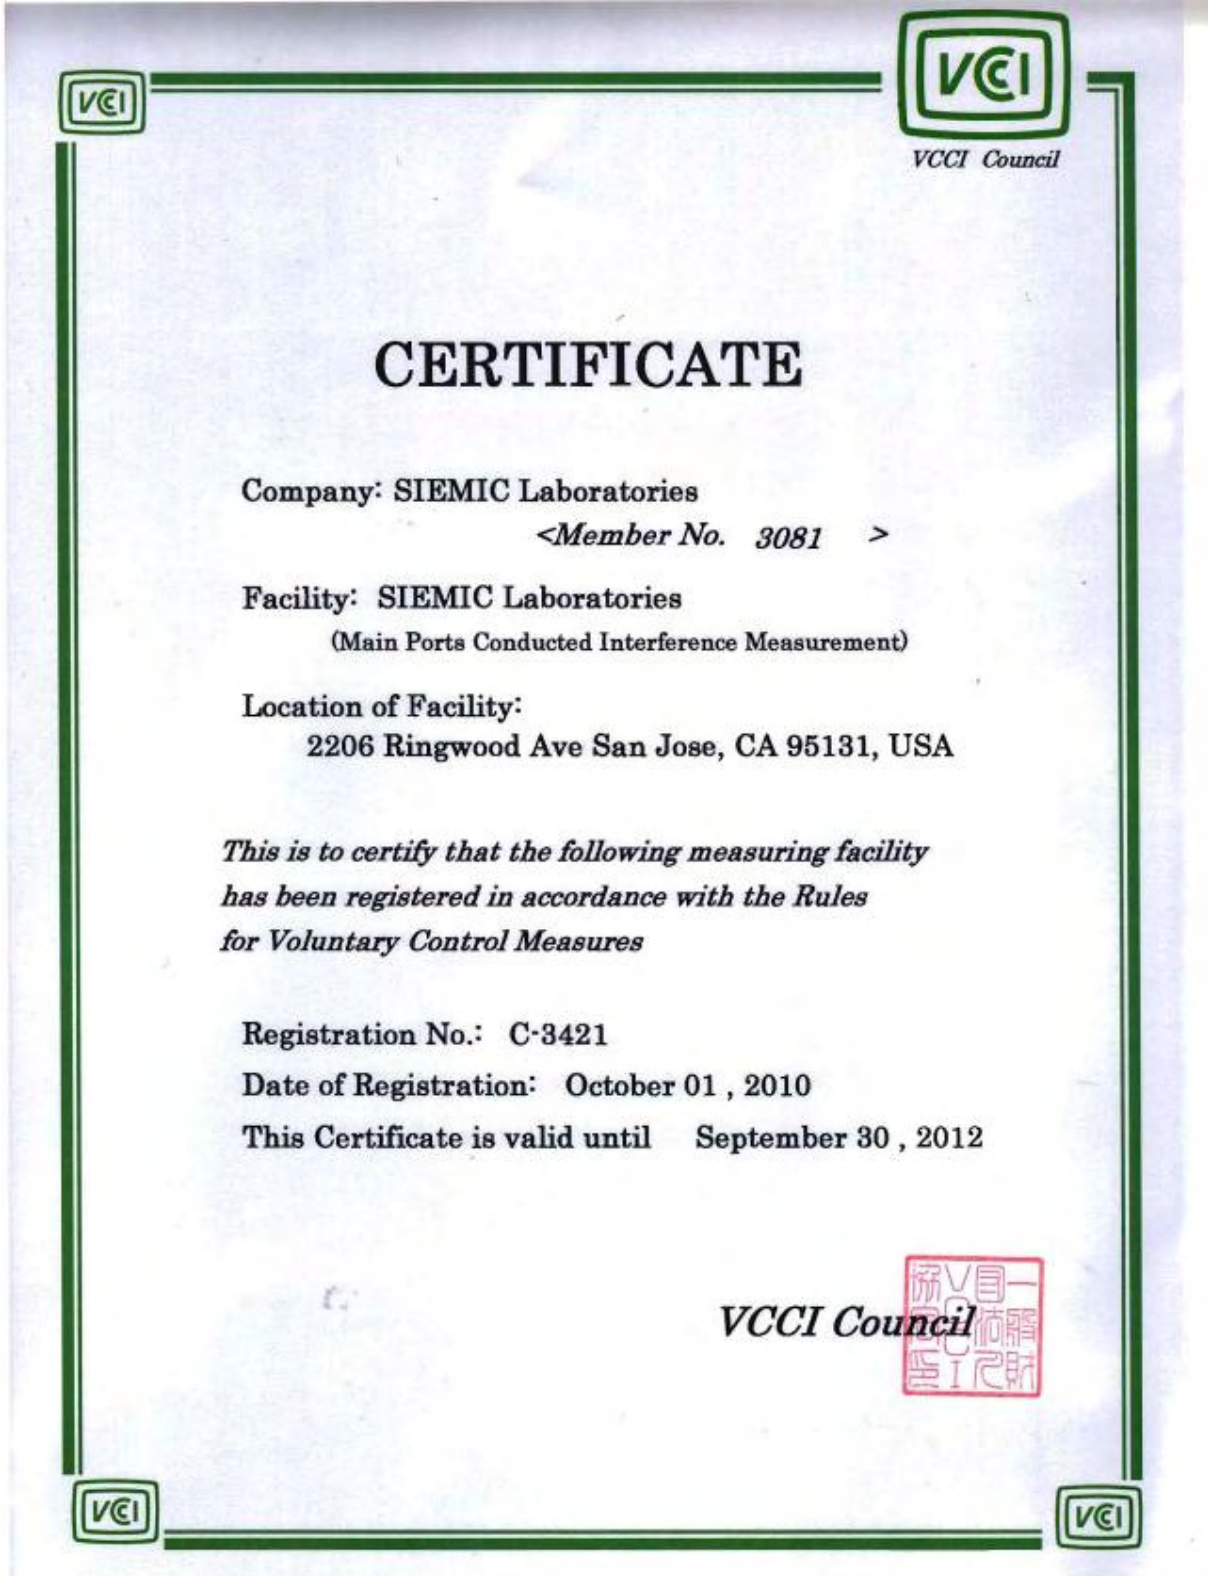 VCCI
VCCI
VCCI Council
CERTIFICATE
Company: SIEMIC Laboratories
<Member No. 3081 >
Facility: SIEMIC Laboratories
(Main Ports Conducted Interference Measurement)
Location of Facility:
2206 Ringwood Ave San Jose, CA 95131, USA
This is to certify that the following measuring facility
has been registered in accordance with the Rules
for Voluntary Control Measures
Registration No.: C-3421
Date of Registration: October 01 , 2010
This Certificate is valid until September 30 , 2012
VCCI Council
VCCI
VCCI